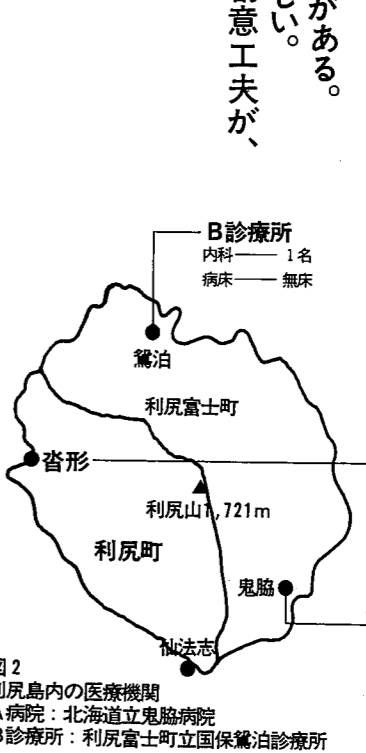 がある。
しい。
創意工夫が、
B診療所
内科── 1名
病床── 無床
鴛泊
利尻富士町
沓形
利尻山1,721m
利尻町
鬼脇
仙法志
図2
利尻島内の医療機関
A病院：北海道立鬼脇病院
B診療所：利尻富士町立国保鴛泊診療所